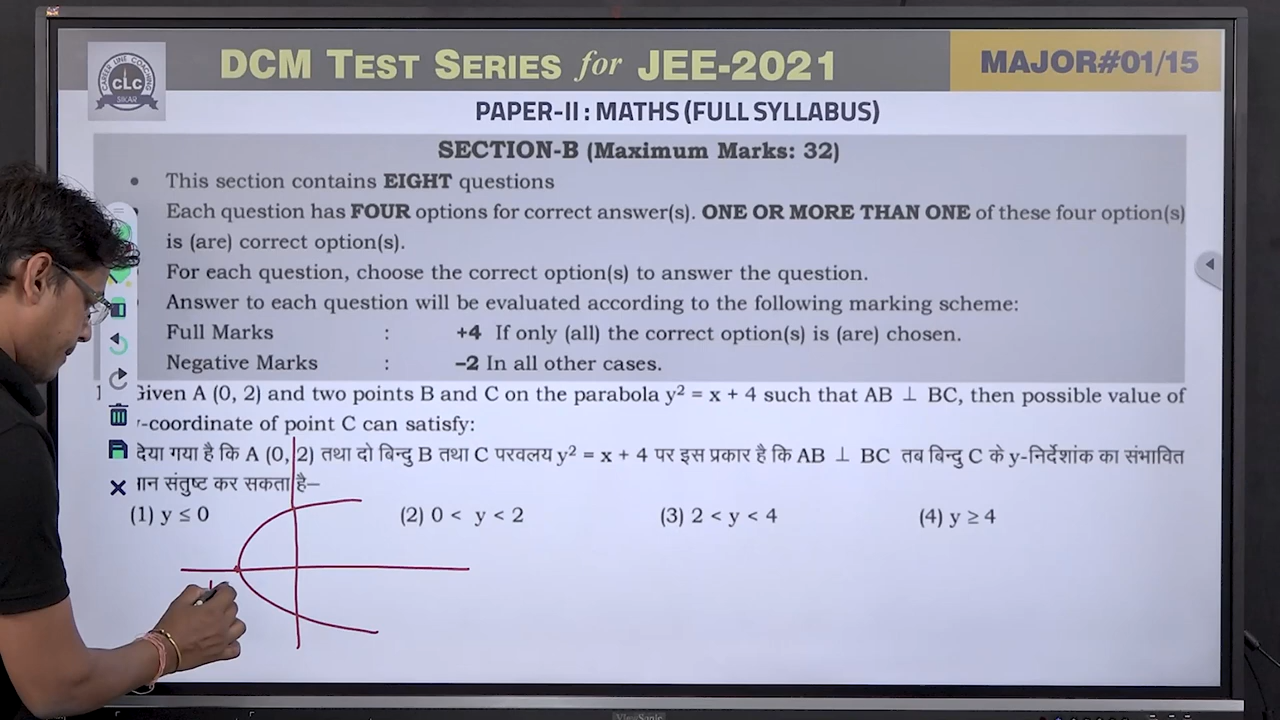 DCM TEST SERIES for JEE-2021
MAJOR#01/15
CAREER LINE COACHING
CLC
SIKAR
PAPER-II : MATHS (FULL SYLLABUS)
SECTION-B (Maximum Marks: 32)
• This section contains EIGHT questions
Each question has FOUR options for correct answer(s). ONE OR MORE THAN ONE of these four option(s)
is (are) correct option(s).
For each question, choose the correct option(s) to answer the question.
Answer to each question will be evaluated according to the following marking scheme:
Full Marks : +4 If only (all) the correct option(s) is (are) chosen.
Negative Marks : –2 In all other cases.
Given A (0, 2) and two points B and C on the parabola y² = x + 4 such that AB ⊥ BC, then possible value of
-coordinate of point C can satisfy:
देया गया है कि A (0, 2) तथा दो बिन्दु B तथा C परवलय y² = x + 4 पर इस प्रकार है कि AB ⊥ BC तब बिन्दु C के y-निर्देशांक का संभावित
मान संतुष्ट कर सकता है–
(1) y ≤ 0 (2) 0 < y < 2 (3) 2 < y < 4 (4) y ≥ 4